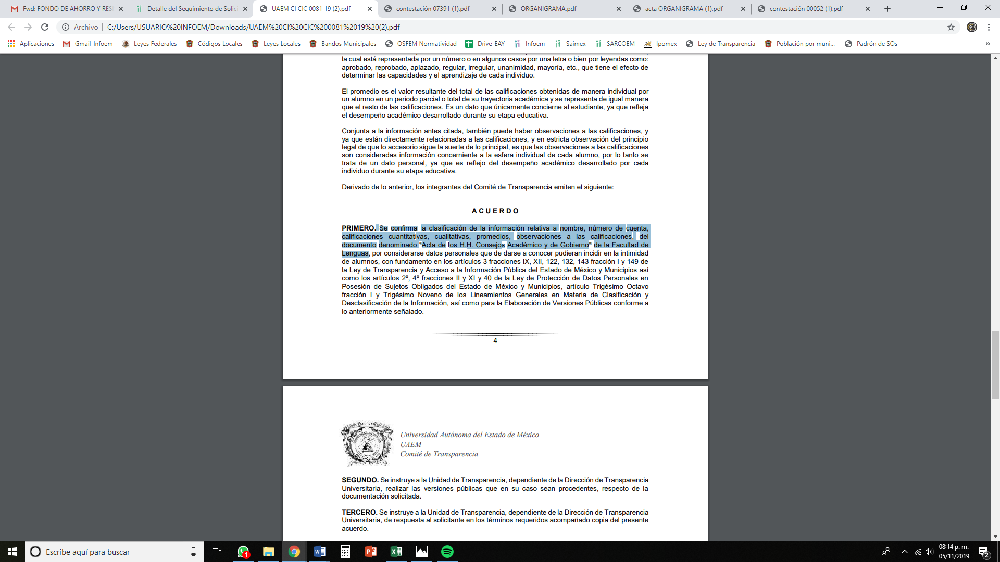 Fwd: FONDO DE AHORRO Y RES
Detalle del Seguimiento de Solici
UAEM CI CIC 0081 19 (2).pdf
contestación 07391 (1).pdf
ORGANIGRAMA.pdf
acta ORGANIGRAMA (1).pdf
contestación 00052 (1).pdf
Archivo
C:/Users/USUARIO%20INFOEM/Downloads/UAEM%20CI%20CIC%200081%2019%20(2).pdf
Aplicaciones
Gmail-Infoem
Leyes Federales
Códigos Locales
Leyes Locales
Bandos Municipales
OSFEM Normatividad
Drive-EAY
Infoem
Saimex
SARCOEM
Ipomex
Ley de Transparencia
Población por muni...
Padrón de SOs
»
la cual está representada por un número o en algunos casos por una letra o bien por leyendas como:
aprobado, reprobado, aplazado, regular, irregular, unanimidad, mayoría, etc., que tiene el efecto de
determinar las capacidades y el aprendizaje de cada individuo.
El promedio es el valor resultante del total de las calificaciones obtenidas de manera individual por
un alumno en un periodo parcial o total de su trayectoria académica y se representa de igual manera
que el resto de las calificaciones. Es un dato que únicamente concierne al estudiante, ya que refleja
el desempeño académico desarrollado durante su etapa educativa.
Conjunta a la información antes citada, también puede haber observaciones a las calificaciones, y
ya que están directamente relacionadas a las calificaciones, y en estricta observación del principio
legal de que lo accesorio sigue la suerte de lo principal, es que las observaciones a las calificaciones
son consideradas información concerniente a la esfera individual de cada alumno, por lo tanto se
trata de un dato personal, ya que es reflejo del desempeño académico desarrollado por cada
individuo durante su etapa educativa.
Derivado de lo anterior, los integrantes del Comité de Transparencia emiten el siguiente:
A C U E R D O
PRIMERO. Se confirma la clasificación de la información relativa a nombre, número de cuenta,
calificaciones cuantitativas, cualitativas, promedios, observaciones a las calificaciones, del
documento denominado “Acta de los H.H. Consejos Académico y de Gobierno” de la Facultad de
Lenguas, por considerarse datos personales que de darse a conocer pudieran incidir en la intimidad
de alumnos, con fundamento en los artículos 3 fracciones IX, XII, 122, 132, 143 fracción I y 149 de
la Ley de Transparencia y Acceso a la Información Pública del Estado de México y Municipios así
como los artículos 2º, 4º fracciones II y XI y 40 de la Ley de Protección de Datos Personales en
Posesión de Sujetos Obligados del Estado de México y Municipios, artículo Trigésimo Octavo
fracción I y Trigésimo Noveno de los Lineamientos Generales en Materia de Clasificación y
Desclasificación de la Información, así como para la Elaboración de Versiones Públicas conforme a
lo anteriormente señalado.
4
Universidad Autónoma del Estado de México
UAEM
Comité de Transparencia
SEGUNDO. Se instruye a la Unidad de Transparencia, dependiente de la Dirección de Transparencia
Universitaria, realizar las versiones públicas que en su caso sean procedentes, respecto de la
documentación solicitada.
TERCERO. Se instruye a la Unidad de Transparencia, dependiente de la Dirección de Transparencia
Universitaria, de respuesta al solicitante en los términos requeridos acompañado copia del presente
acuerdo.
Escribe aquí para buscar
1
08:14 p. m.
05/11/2019
2